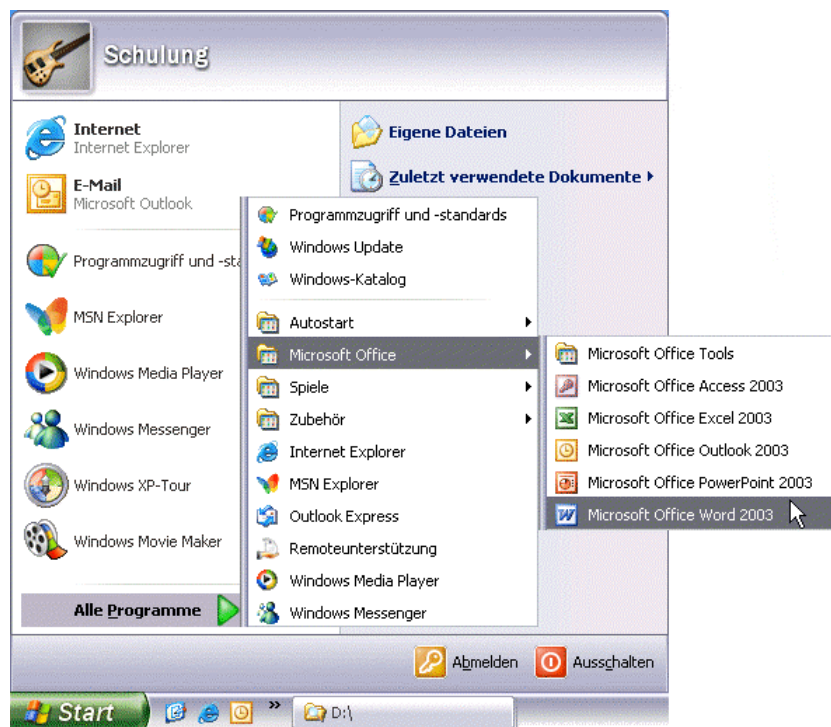 Schulung
Internet
Internet Explorer
E-Mail
Microsoft Outlook
Programmzugriff und -sta
MSN Explorer
Windows Media Player
Windows Messenger
Windows XP-Tour
Windows Movie Maker
Alle Programme
Eigene Dateien
Zuletzt verwendete Dokumente
Programmzugriff und -standards
Windows Update
Windows-Katalog
Autostart
Microsoft Office
Spiele
Zubehör
Internet Explorer
MSN Explorer
Outlook Express
Remoteunterstützung
Windows Media Player
Windows Messenger
Microsoft Office Tools
Microsoft Office Access 2003
Microsoft Office Excel 2003
Microsoft Office Outlook 2003
Microsoft Office PowerPoint 2003
Microsoft Office Word 2003
Abmelden
Ausschalten
Start
»
D:\